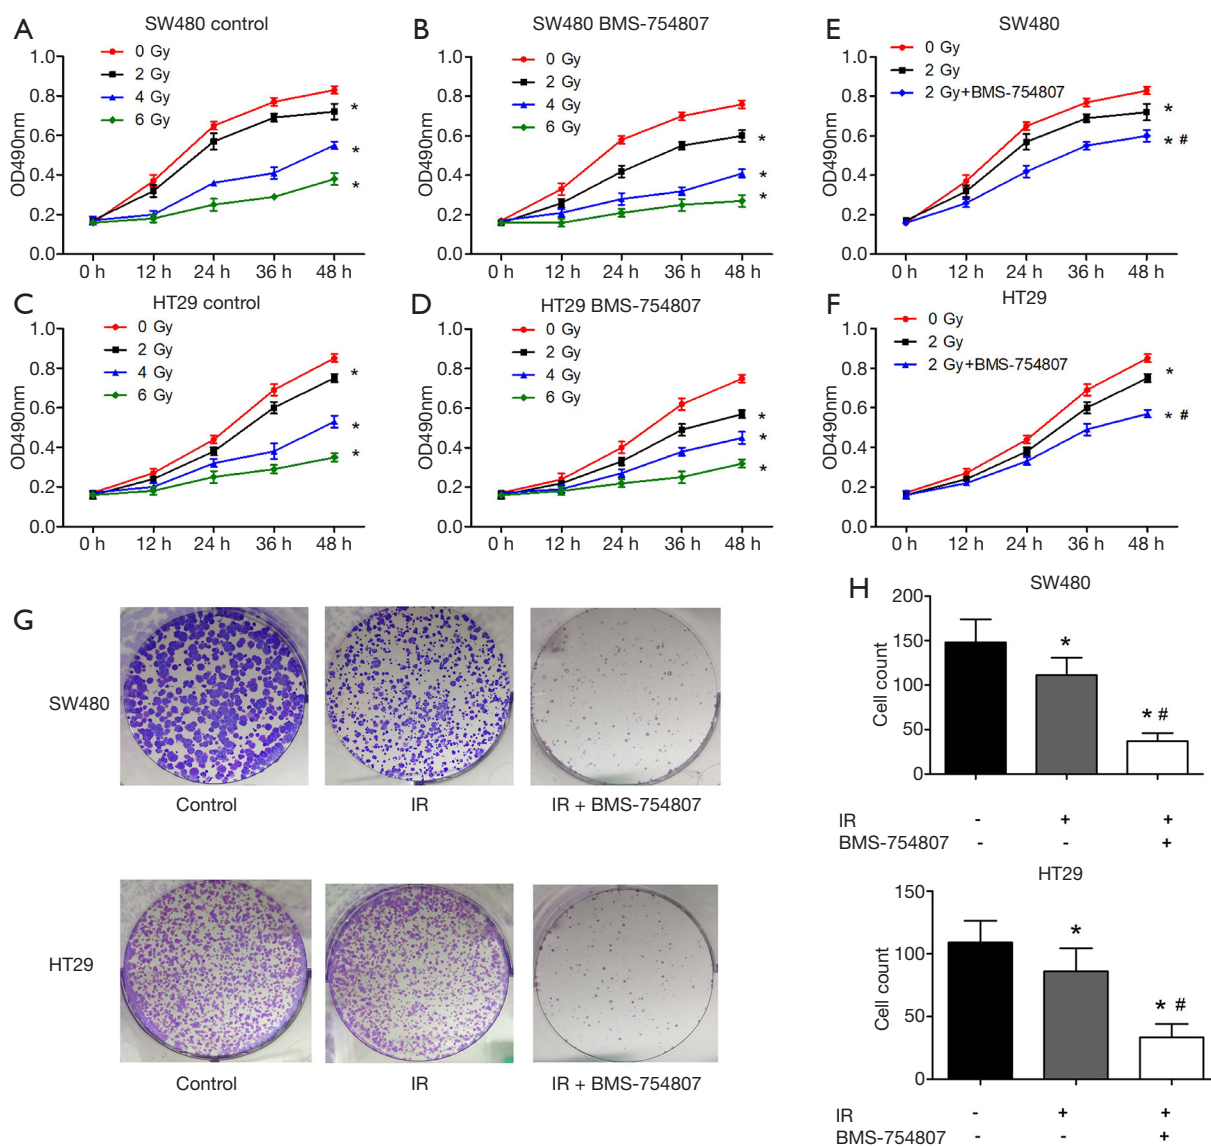 A SW480 control
0 Gy
2 Gy
4 Gy
6 Gy
OD490nm
1.0
0.8
0.6
0.4
0.2
0.0
*
*
*
0 h 12 h 24 h 36 h 48 h
B SW480 BMS-754807
0 Gy
2 Gy
4 Gy
6 Gy
OD490nm
1.0
0.8
0.6
0.4
0.2
0.0
*
*
*
0 h 12 h 24 h 36 h 48 h
E SW480
0 Gy
2 Gy
2 Gy+BMS-754807
OD490nm
1.0
0.8
0.6
0.4
0.2
0.0
*
* #
0 h 12 h 24 h 36 h 48 h
C HT29 control
0 Gy
2 Gy
4 Gy
6 Gy
OD490nm
1.0
0.8
0.6
0.4
0.2
0.0
*
*
*
0 h 12 h 24 h 36 h 48 h
D HT29 BMS-754807
0 Gy
2 Gy
4 Gy
6 Gy
OD490nm
1.0
0.8
0.6
0.4
0.2
0.0
*
*
*
0 h 12 h 24 h 36 h 48 h
F HT29
0 Gy
2 Gy
2 Gy+BMS-754807
OD490nm
1.0
0.8
0.6
0.4
0.2
0.0
*
* #
0 h 12 h 24 h 36 h 48 h
G
SW480
Control IR IR + BMS-754807
HT29
Control IR IR + BMS-754807
H SW480
Cell count
200
150
100
50
0
*
* #
IR - + +
BMS-754807 - - +
HT29
Cell count
150
100
50
0
*
* #
IR - + +
BMS-754807 - - +